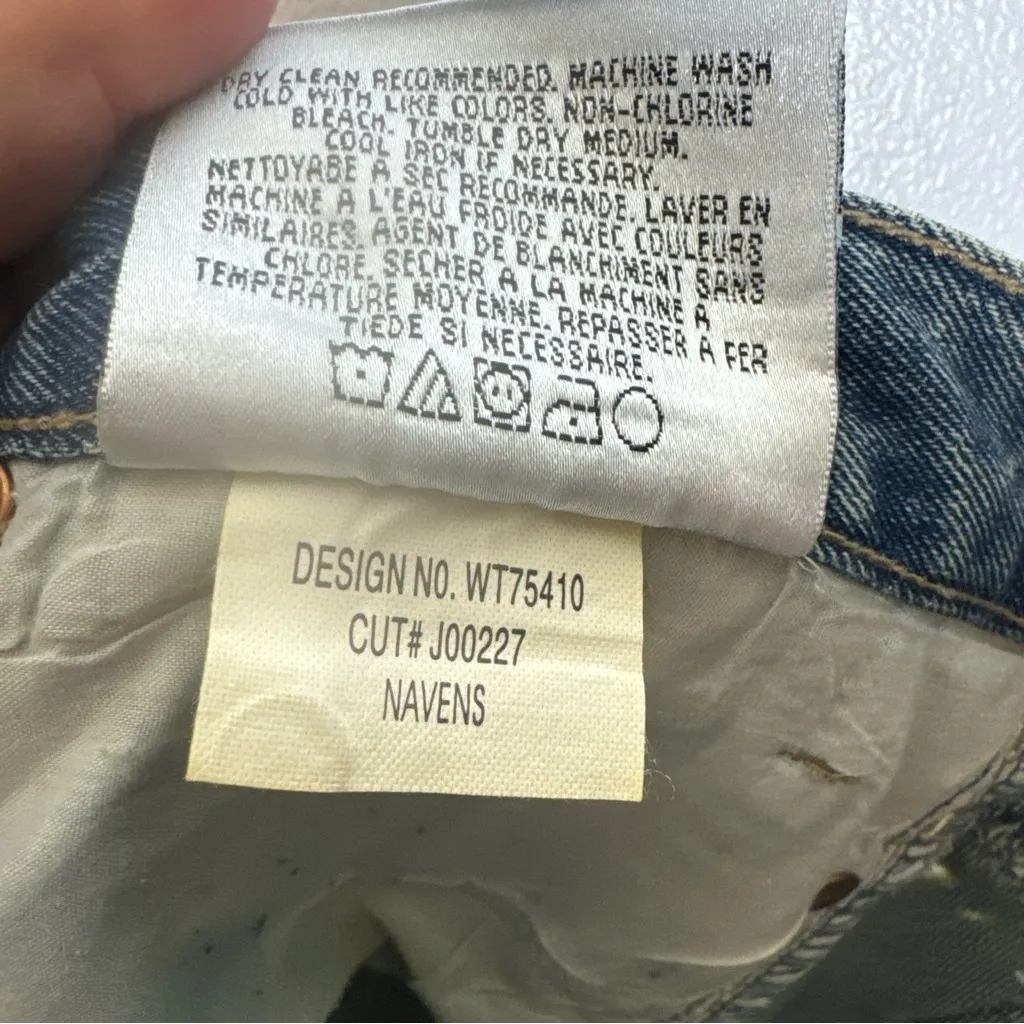 DRY CLEAN RECOMMENDED. MACHINE WASH
COLD WITH LIKE COLORS. NON-CHLORINE
BLEACH. TUMBLE DRY MEDIUM.
COOL IRON IF NECESSARY.
NETTOYAGE A SEC RECOMMANDE. LAVER EN
MACHINE A L'EAU FROIDE AVEC COULEURS
SIMILAIRES. AGENT DE BLANCHIMENT SANS
CHLORE. SECHER A LA MACHINE A
TEMPERATURE MOYENNE. REPASSER A FER
TIEDE SI NECESSAIRE.
DESIGN NO. WT75410
CUT# J00227
NAVENS